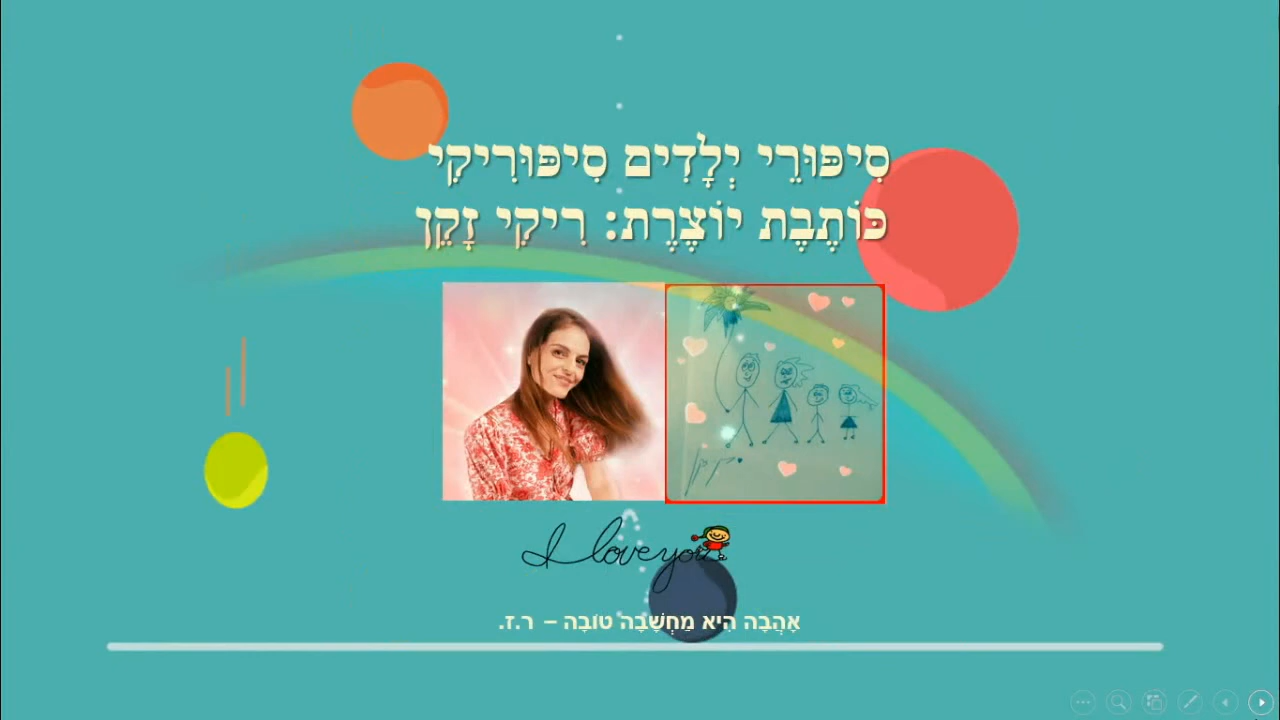 סִיפּוּרֵי יְלָדִים סִיפּוּרִיקִי
כּוֹתֶבֶת יוֹצֶרֶת: רִיקִי זָקֵן
I love you
אָהֲבָה הִיא מַחְשָׁבָה טוֹבָה – ר.ז.